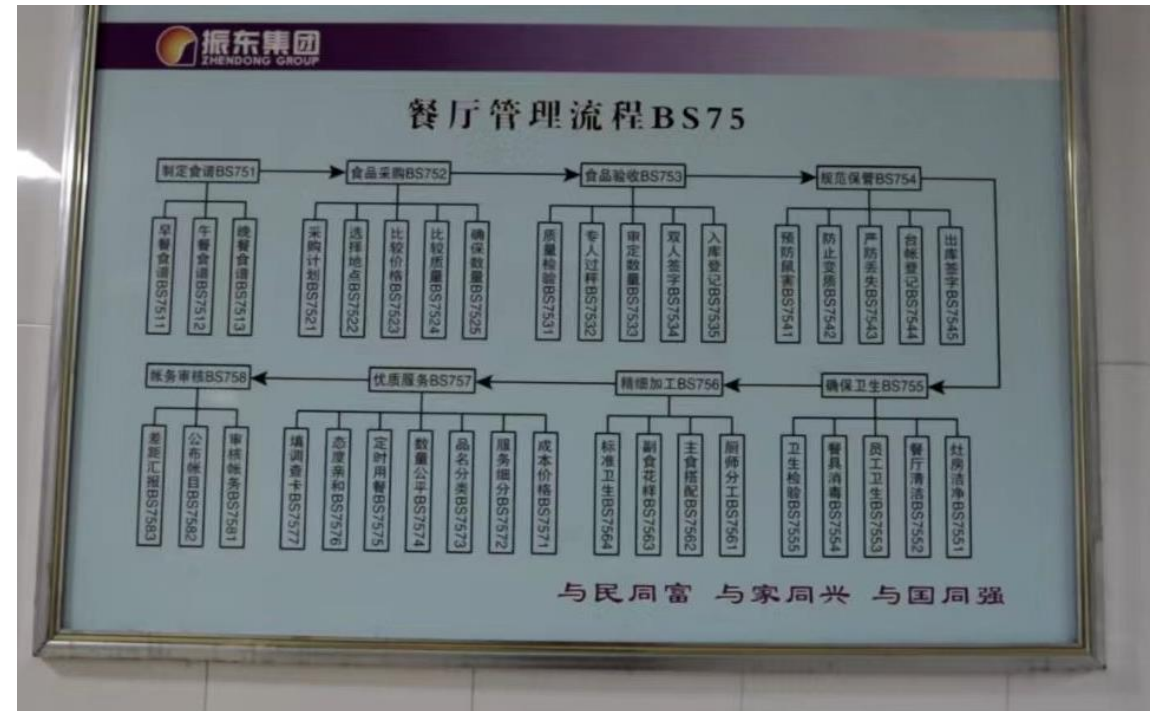 振东集团
ZHENDONG GROUP
餐厅管理流程BS75
制定食谱BS751
食品采购BS752
食品验收BS753
规范保管BS754
早餐食谱BS7511
午餐食谱BS7512
晚餐食谱BS7513
采购计划BS7521
选择地点BS7522
比较价格BS7523
比较质量BS7524
确保数量BS7525
质量检验BS7531
专人过秤BS7532
审定数量BS7533
双人签字BS7534
入库登记BS7535
预防鼠害BS7541
防止变质BS7542
严防丢失BS7543
台帐登记BS7544
出库签字BS7545
帐务审核BS758
优质服务BS757
精细加工BS756
确保卫生BS755
差距汇报BS7583
公布帐目BS7582
审核帐务BS7581
填调查卡BS7577
态度亲和BS7576
定时用餐BS7575
数量公平BS7574
品名分类BS7573
服务细分BS7572
成本价格BS7571
标准卫生BS7564
副食花样BS7563
主食搭配BS7562
厨师分工BS7561
卫生检验BS7555
餐具消毒BS7554
员工卫生BS7553
餐厅清洁BS7552
灶房洁净BS7551
与民同富 与家同兴 与国同强